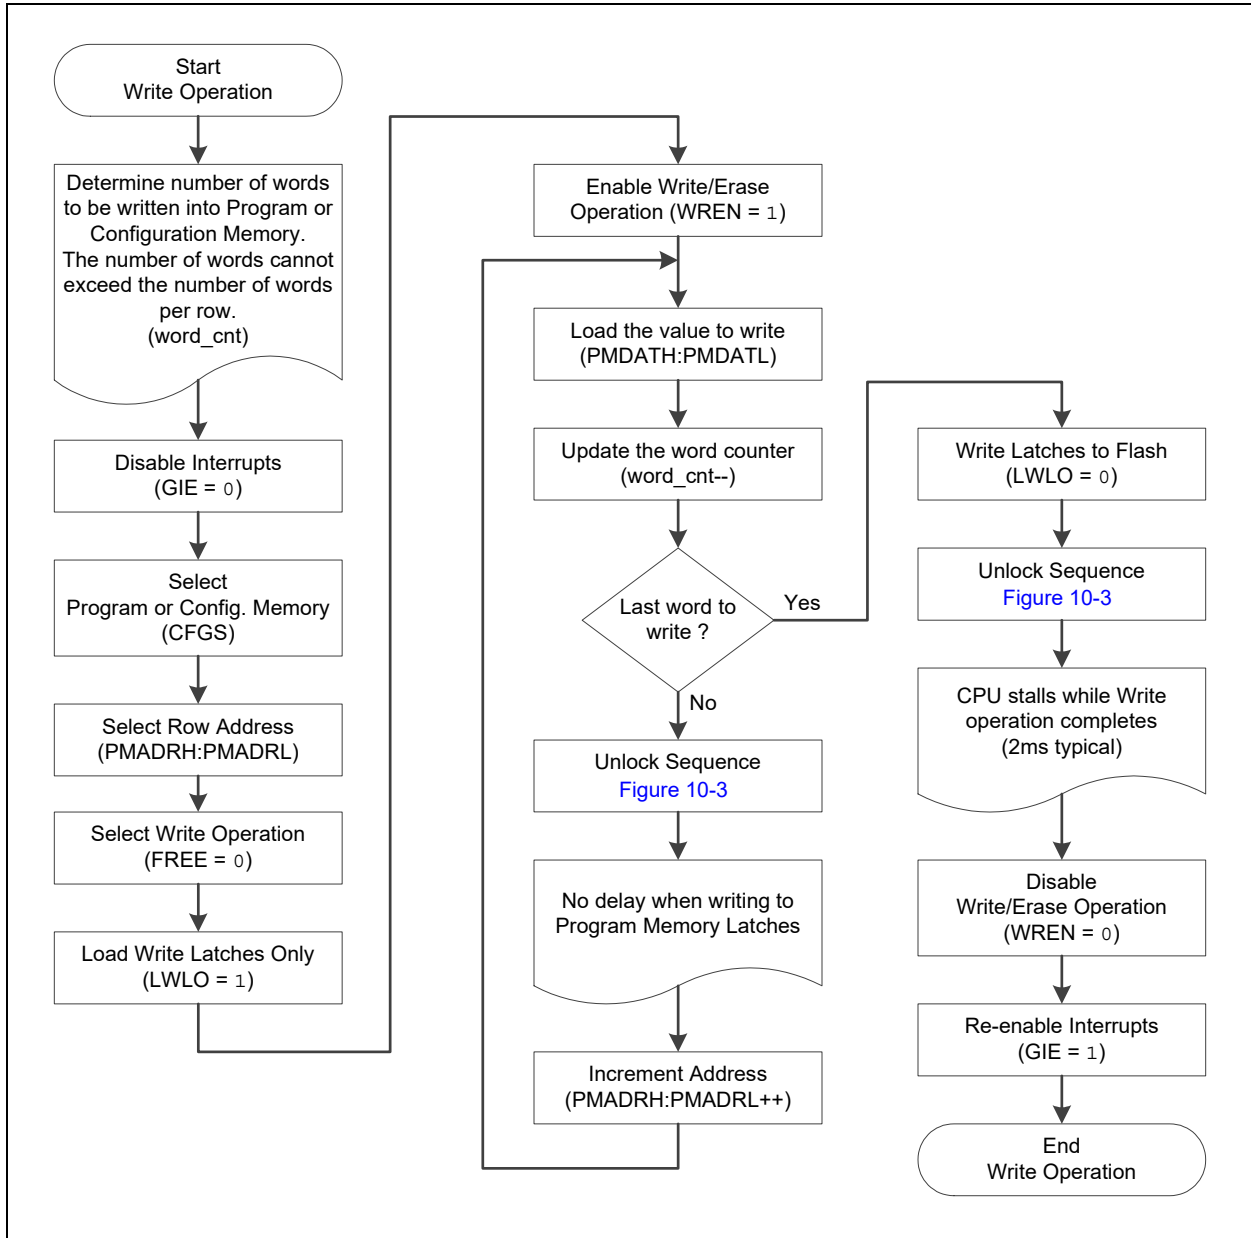 Start
Write Operation
Determine number of words
to be written into Program or
Configuration Memory.
The number of words cannot
exceed the number of words
per row.
(word_cnt)
Disable Interrupts
(GIE = 0)
Select
Program or Config. Memory
(CFGS)
Select Row Address
(PMADRH:PMADRL)
Select Write Operation
(FREE = 0)
Load Write Latches Only
(LWLO = 1)
Enable Write/Erase
Operation (WREN = 1)
Load the value to write
(PMDATH:PMDATL)
Update the word counter
(word_cnt--)
Last word to
write ?
Yes
No
Unlock Sequence
Figure 10-3
No delay when writing to
Program Memory Latches
Increment Address
(PMADRH:PMADRL++)
Write Latches to Flash
(LWLO = 0)
Unlock Sequence
Figure 10-3
CPU stalls while Write
operation completes
(2ms typical)
Disable
Write/Erase Operation
(WREN = 0)
Re-enable Interrupts
(GIE = 1)
End
Write Operation